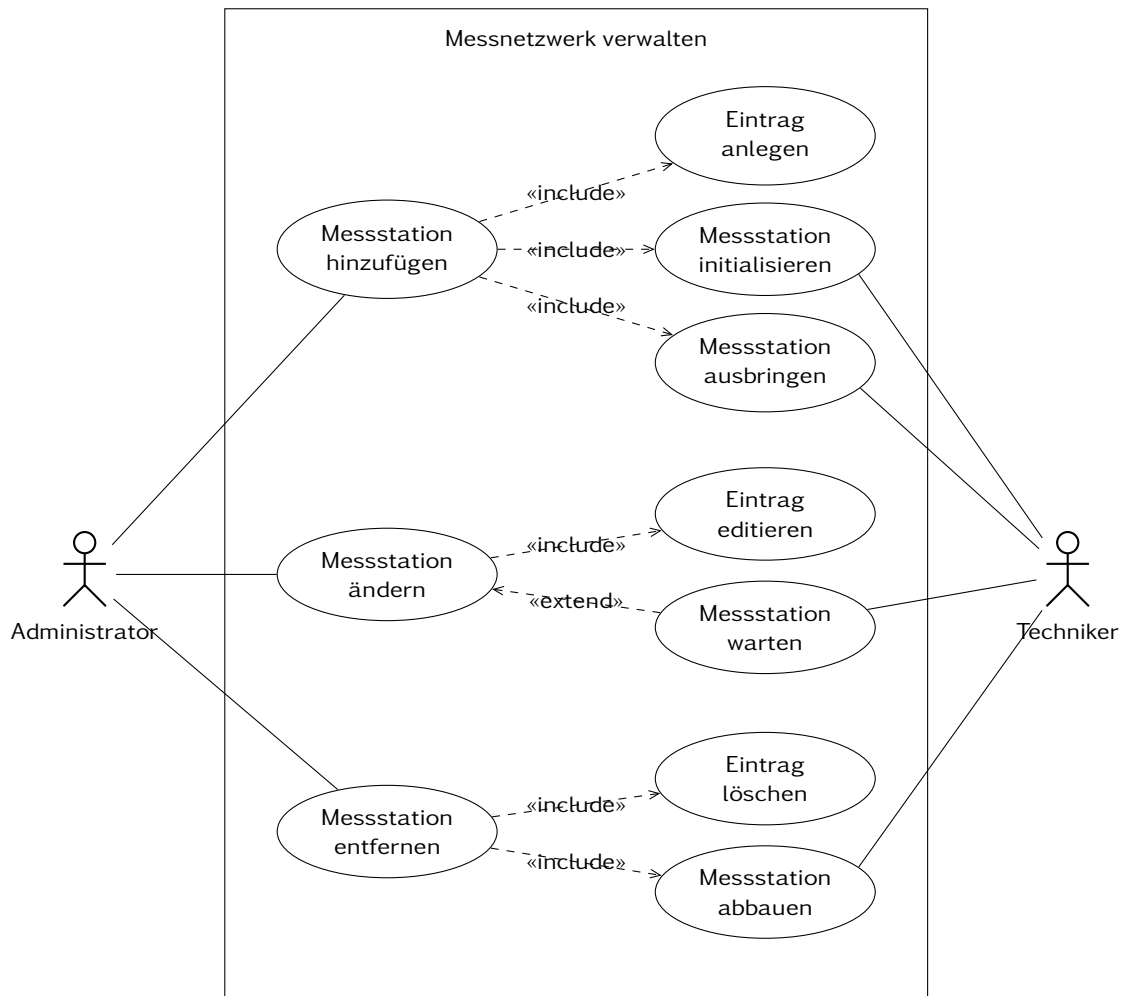 Messnetzwerk verwalten
Eintrag
anlegen
«include»
Messstation
hinzufügen
«include»
Messstation
initialisieren
«include»
Messstation
ausbringen
Eintrag
editieren
«include»
Messstation
ändern
«extend»
Messstation
warten
Administrator
Techniker
Eintrag
löschen
«include»
Messstation
entfernen
«include»
Messstation
abbauen